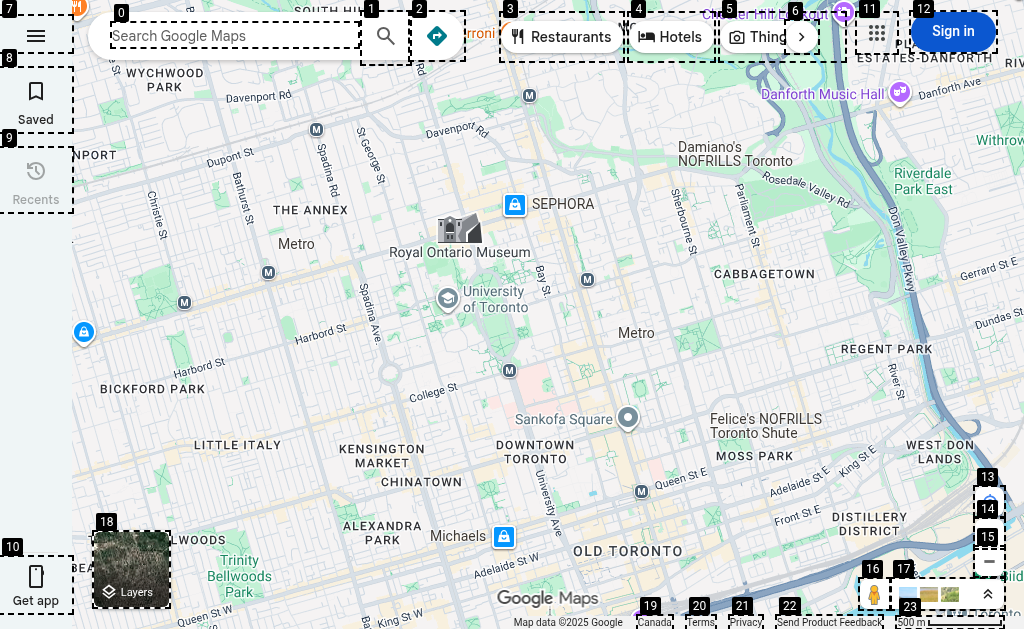 7
0
1
2
3
4
5
6
11
12
SOUTH HI
Search Google Maps
Restaurants
Hotels
Thing
Sign in
ESTATES-DANFORTH
8
WYCHWOOD
PARK
Saved
Davenport Rd
Danforth Music Hall
Danforth Ave
9
Davenport Rd
Dupont St
Spadina Rd
St George St
Damiano's
NOFRILLS Toronto
Rosedale Valley Rd
Riverdale
Park East
Recents
Bathurst St
Christie St
THE ANNEX
SEPHORA
Sherbourne St
Parliament St
Don Valley Pkwy
Metro
Royal Ontario Museum
Bay St
CABBAGETOWN
Gerrard St E
University
of Toronto
Spadina Ave.
Harbord St
Metro
Dundas St
REGENT PARK
Harbord St
BICKFORD PARK
College St
River St
Sankofa Square
Felice's NOFRILLS
Toronto Shute
LITTLE ITALY
KENSINGTON
MARKET
DOWNTOWN
TORONTO
MOSS PARK
WEST DON
LANDS
CHINATOWN
Queen St E
King St E
Adelaide St E
13
14
15
University Ave
Front St E
DISTILLERY
DISTRICT
18
ALEXANDRA
PARK
Michaels
Adelaide St W
OLD TORONTO
10
Trinity
Bellwoods
Park
Layers
Get app
Queen St W
16
17
Google Maps
19
20
21
22
23
Map data ©2025 Google
Canada
Terms
Privacy
Send Product Feedback
500 m